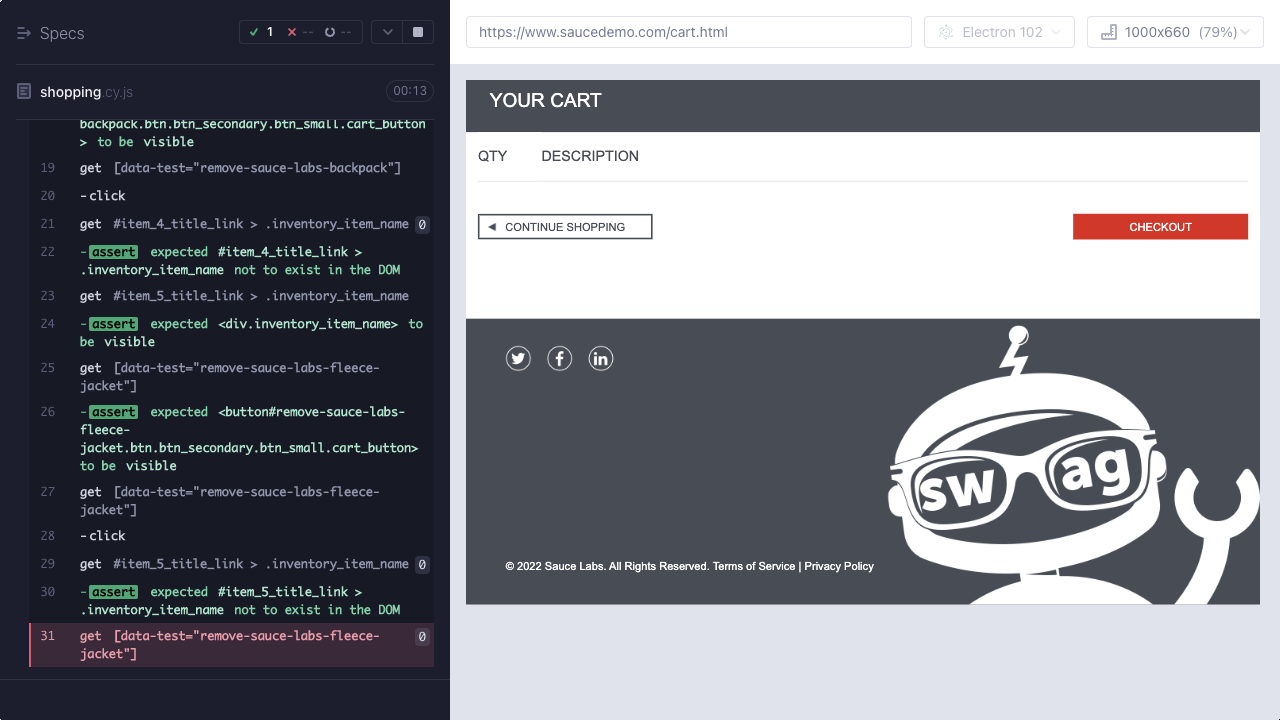 Specs
1
--
--
https://www.saucedemo.com/cart.html
Electron 102
1000x660 (79%)
shopping.cy.js
00:13
backpack.btn.btn_secondary.btn_small.cart_button
> to be visible
19 get [data-test="remove-sauce-labs-backpack"]
20 -click
21 get #item_4_title_link > .inventory_item_name 0
22 -assert expected #item_4_title_link >
.inventory_item_name not to exist in the DOM
23 get #item_5_title_link > .inventory_item_name
24 -assert expected <div.inventory_item_name> to
be visible
25 get [data-test="remove-sauce-labs-fleece-
jacket"]
26 -assert expected <button#remove-sauce-labs-
fleece-
jacket.btn.btn_secondary.btn_small.cart_button>
to be visible
27 get [data-test="remove-sauce-labs-fleece-
jacket"]
28 -click
29 get #item_5_title_link > .inventory_item_name 0
30 -assert expected #item_5_title_link >
.inventory_item_name not to exist in the DOM
31 get [data-test="remove-sauce-labs-fleece-
jacket"] 0
YOUR CART
QTY DESCRIPTION
CONTINUE SHOPPING
CHECKOUT
swag
© 2022 Sauce Labs. All Rights Reserved. Terms of Service | Privacy Policy